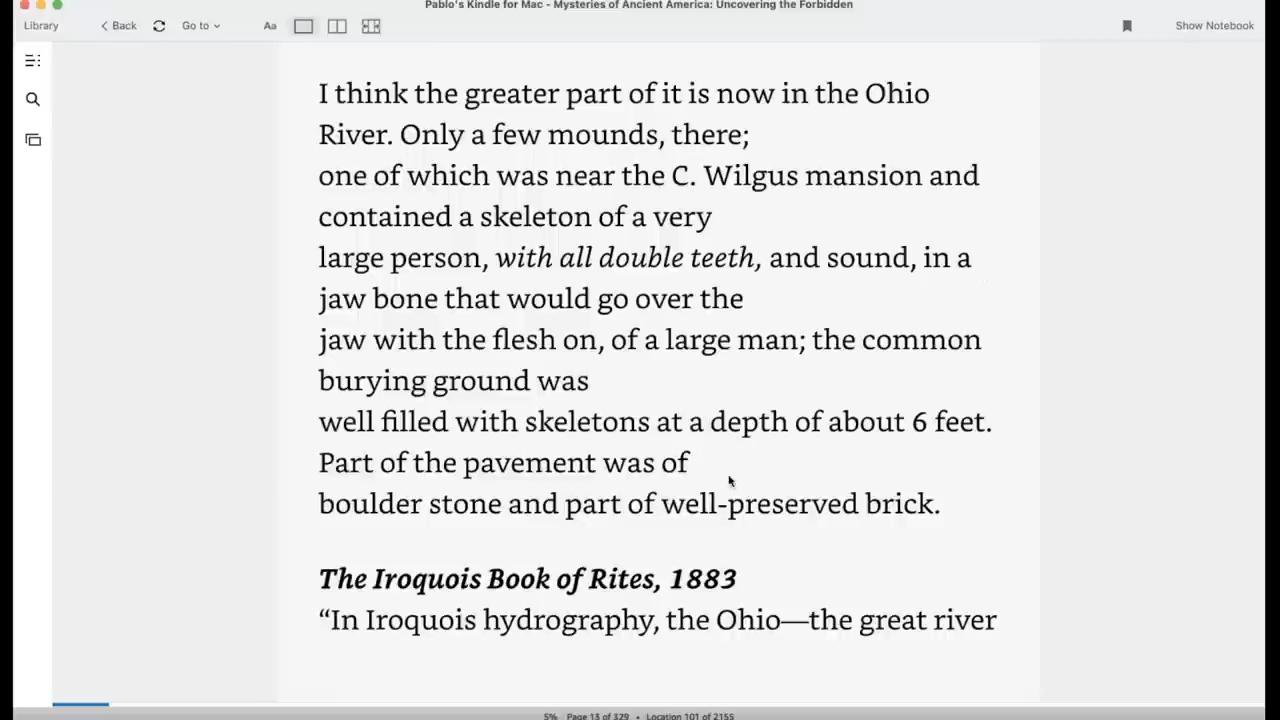 Pablo's Kindle for Mac - Mysteries of Ancient America: Uncovering the Forbidden
Library
Back
Go to
Aa
Show Notebook
I think the greater part of it is now in the Ohio
River. Only a few mounds, there;
one of which was near the C. Wilgus mansion and
contained a skeleton of a very
large person, with all double teeth, and sound, in a
jaw bone that would go over the
jaw with the flesh on, of a large man; the common
burying ground was
well filled with skeletons at a depth of about 6 feet.
Part of the pavement was of
boulder stone and part of well-preserved brick.
The Iroquois Book of Rites, 1883
“In Iroquois hydrography, the Ohio—the great river
5% Page 13 of 329 • Location 101 of 2155